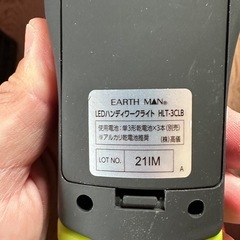 EARTH MAN®
LEDハンディワークライト HLT-3CLB
使用電池：単3形乾電池×3本(別売)
※アルカリ乾電池推奨 (株)高儀
LOT NO. 21IM
A